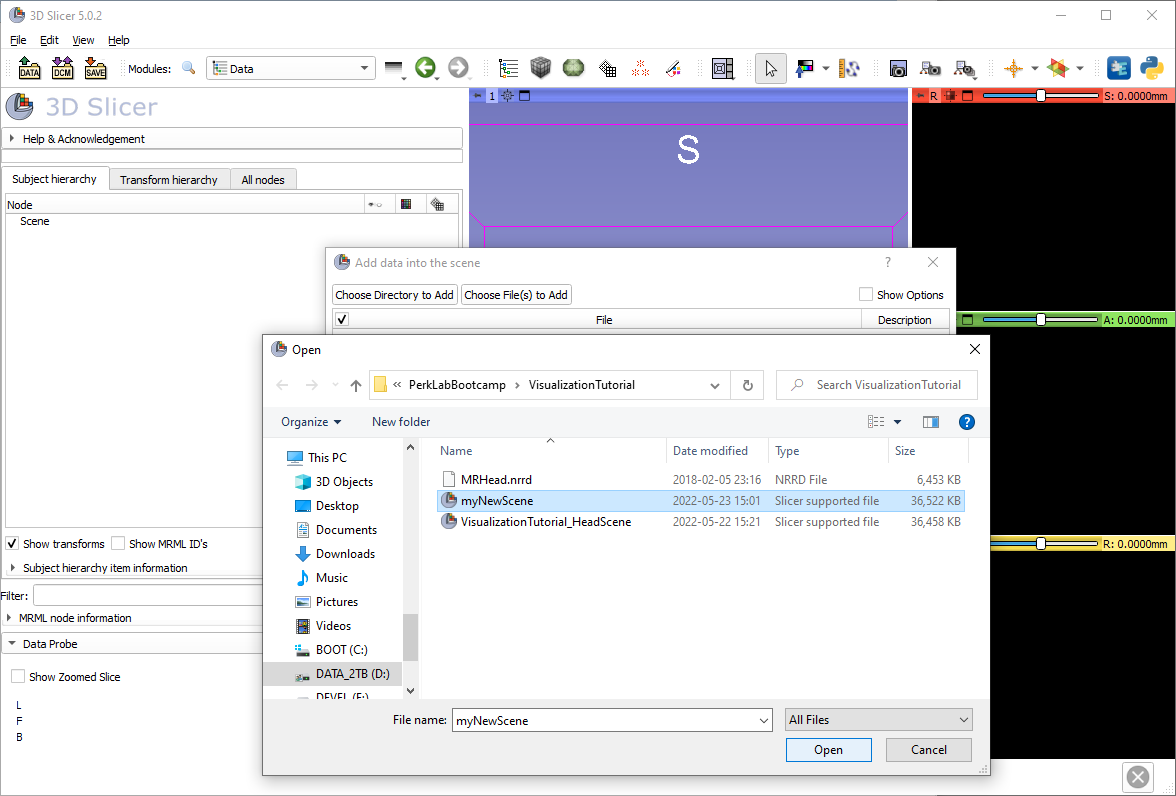 3D Slicer 5.0.2
File Edit View Help
DATA DCM SAVE Modules: Data
3D Slicer
1
R S: 0.0000mm
Help & Acknowledgement
S
Subject hierarchy Transform hierarchy All nodes
Node
Scene
Add data into the scene ?
Choose Directory to Add Choose File(s) to Add Show Options
File Description
A: 0.0000mm
Open
« PerkLabBootcamp › VisualizationTutorial Search VisualizationTutorial
Organize New folder ?
Name Date modified Type Size
This PC
3D Objects
Desktop
Documents
Downloads
Music
Pictures
Videos
BOOT (C:)
DATA_2TB (D:)
DEVEL (E:)
MRHead.nrrd 2018-02-05 23:16 NRRD File 6,453 KB
myNewScene 2022-05-23 15:01 Slicer supported file 36,522 KB
VisualizationTutorial_HeadScene 2022-05-22 15:21 Slicer supported file 36,458 KB
R: 0.0000mm
Show transforms Show MRML ID's
Subject hierarchy item information
Filter:
MRML node information
Data Probe
Show Zoomed Slice
L
F
B
File name: myNewScene All Files
Open Cancel